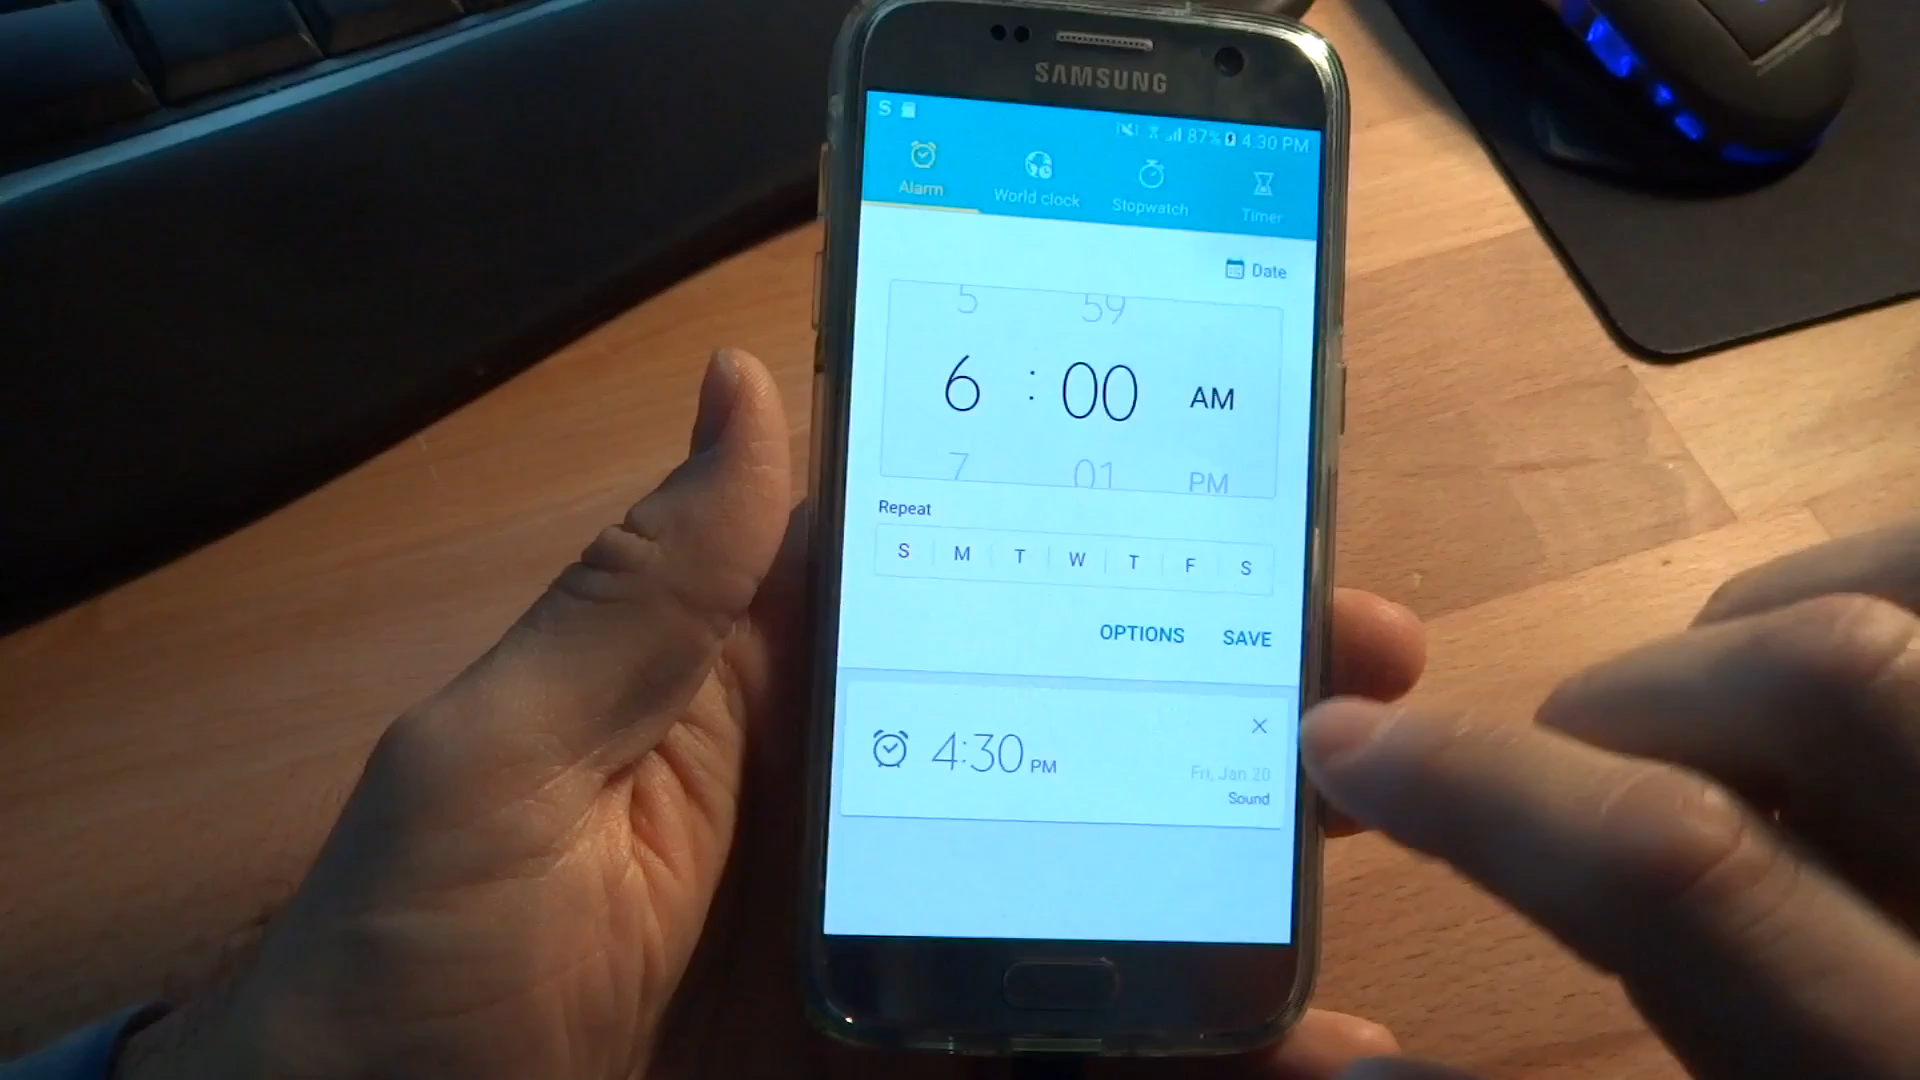 SAMSUNG
S 87% 4:30 PM
Alarm World clock Stopwatch Timer
Date
5 59
6 : 00 AM
7 01 PM
Repeat
S M T W T F S
OPTIONS SAVE
4:30 PM
Fri, Jan 20
Sound